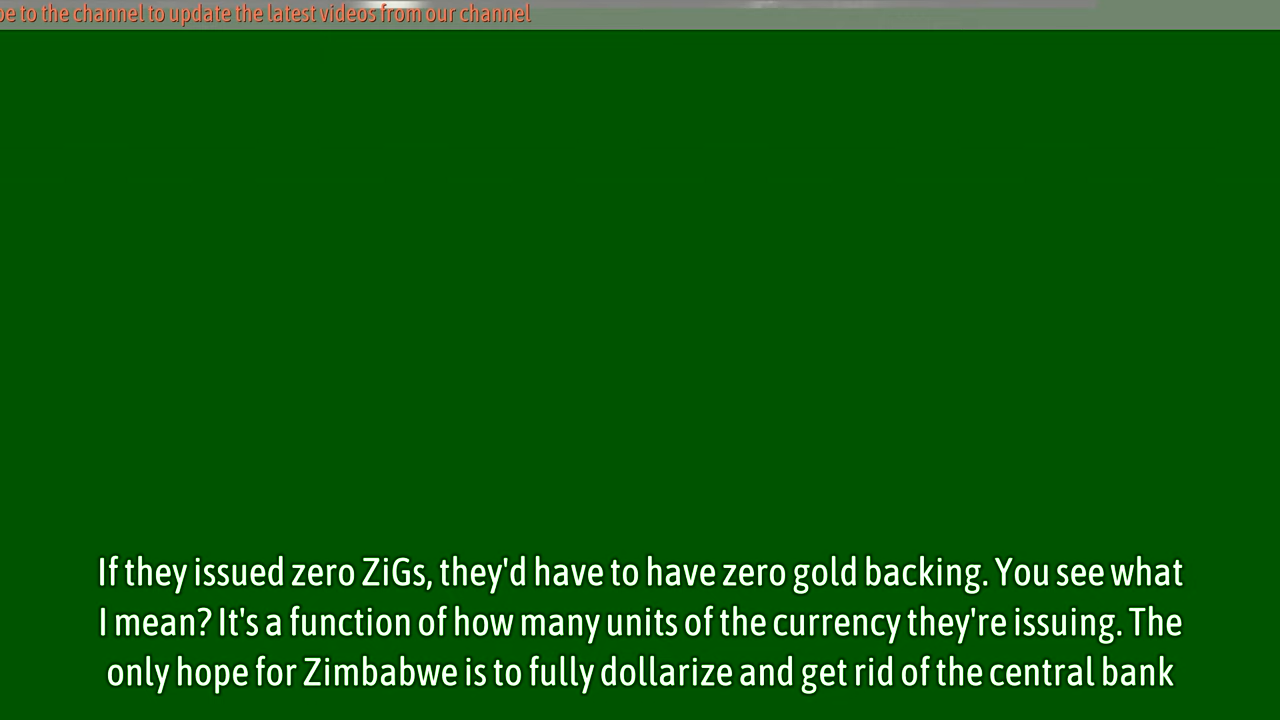 to the channel to update the latest videos from our channel
If they issued zero ZiGs, they'd have to have zero gold backing. You see what
I mean? It's a function of how many units of the currency they're issuing. The
only hope for Zimbabwe is to fully dollarize and get rid of the central bank